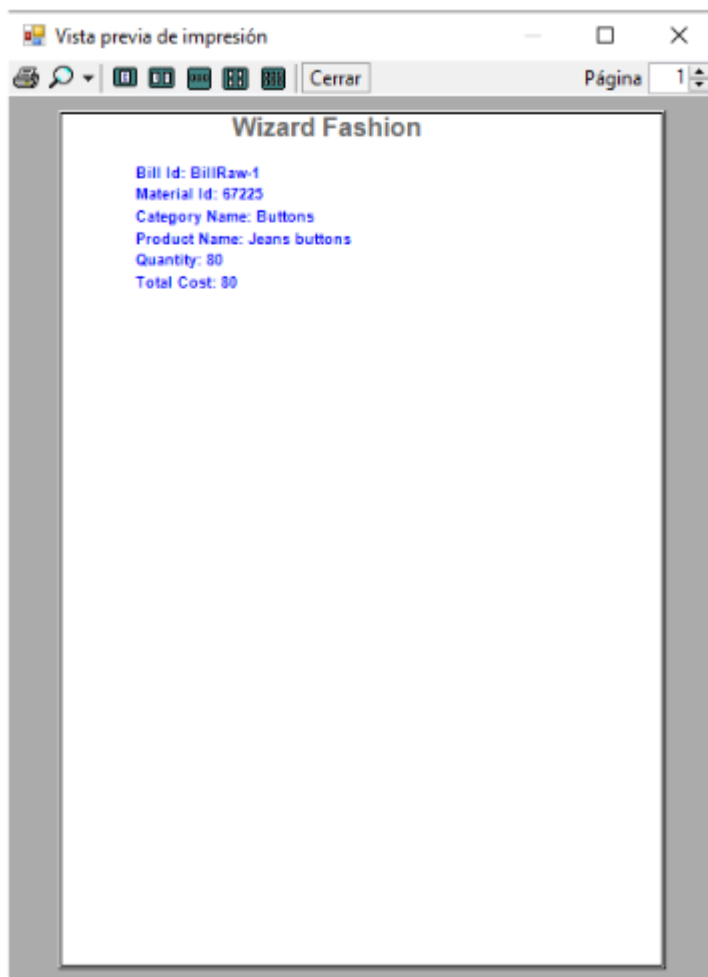 Vista previa de impresión
Cerrar
Página 1
Wizard Fashion
Bill Id: BillRaw-1
Material Id: 67225
Category Name: Buttons
Product Name: Jeans buttons
Quantity: 80
Total Cost: 80